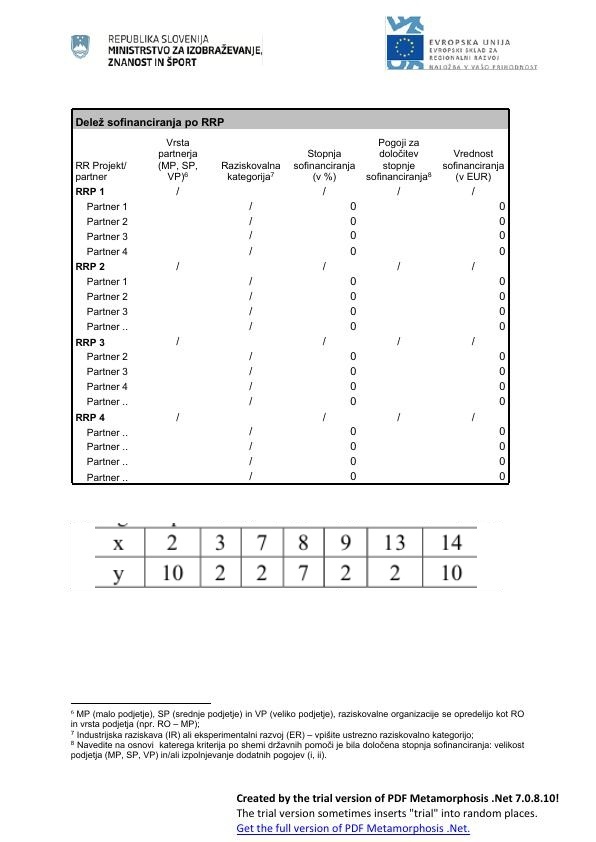 REPUBLIKA SLOVENIJA
MINISTRSTVO ZA IZOBRAŽEVANJE,
ZNANOST IN ŠPORT
EVROPSKA UNIJA
EVROPSKI SKLAD ZA
REGIONALNI RAZVOJ
NALOŽBA V VAŠO PRIHODNOST
Delež sofinanciranja po RRP
RR Projekt/ partner Vrsta partnerja (MP, SP, VP)⁶ Raziskovalna kategorija⁷ Stopnja sofinanciranja (v %) Pogoji za določitev stopnje sofinanciranja⁸ Vrednost sofinanciranja (v EUR)
RRP 1 / / / / /
Partner 1 / 0 0
Partner 2 / 0 0
Partner 3 / 0 0
Partner 4 / 0 0
RRP 2 / / / / /
Partner 1 / 0 0
Partner 2 / 0 0
Partner 3 / 0 0
Partner .. / 0 0
RRP 3 / / / / /
Partner 2 / 0 0
Partner 3 / 0 0
Partner 4 / 0 0
Partner .. / 0 0
RRP 4 / / / / /
Partner .. / 0 0
Partner .. / 0 0
Partner .. / 0 0
Partner .. / 0 0
x 2 3 7 8 9 13 14
y 10 2 2 7 2 2 10
⁶ MP (malo podjetje), SP (srednje podjetje) in VP (veliko podjetje), raziskovalne organizacije se opredelijo kot RO
in vrsta podjetja (npr. RO – MP);
⁷ Industrijska raziskava (IR) ali eksperimentalni razvoj (ER) – vpišite ustrezno raziskovalno kategorijo;
⁸ Navedite na osnovi katerega kriterija po shemi državnih pomoči je bila določena stopnja sofinanciranja: velikost
podjetja (MP, SP, VP) in/ali izpolnjevanje dodatnih pogojev (i, ii).
Created by the trial version of PDF Metamorphosis .Net 7.0.8.10!
The trial version sometimes inserts "trial" into random places.
Get the full version of PDF Metamorphosis .Net.